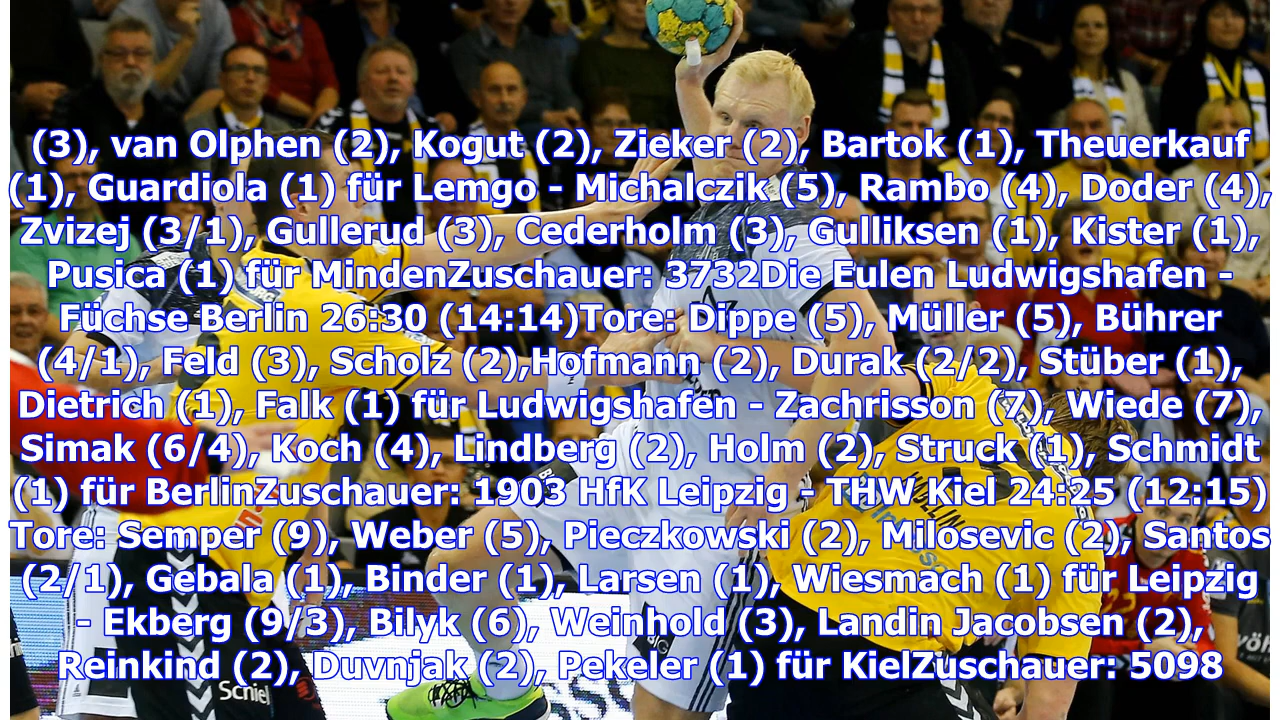 (3), van Olphen (2), Kogut (2), Zieker (2), Bartok (1), Theuerkauf
(1), Guardiola (1) für Lemgo - Michalczik (5), Rambo (4), Doder (4),
Zvizej (3/1), Gullerud (3), Cederholm (3), Gulliksen (1), Kister (1),
Pusica (1) für MindenZuschauer: 3732Die Eulen Ludwigshafen -
Füchse Berlin 26:30 (14:14)Tore: Dippe (5), Müller (5), Bührer
(4/1), Feld (3), Scholz (2),Hofmann (2), Durak (2/2), Stüber (1),
Dietrich (1), Falk (1) für Ludwigshafen - Zachrisson (7), Wiede (7),
Simak (6/4), Koch (4), Lindberg (2), Holm (2), Struck (1), Schmidt
(1) für BerlinZuschauer: 1903 HfK Leipzig - THW Kiel 24:25 (12:15)
Tore: Semper (9), Weber (5), Pieczkowski (2), Milosevic (2), Santos
(2/1), Gebala (1), Binder (1), Larsen (1), Wiesmach (1) für Leipzig
- Ekberg (9/3), Bilyk (6), Weinhold (3), Landin Jacobsen (2),
Reinkind (2), Duvnjak (2), Pekeler (1) für KielZuschauer: 5098